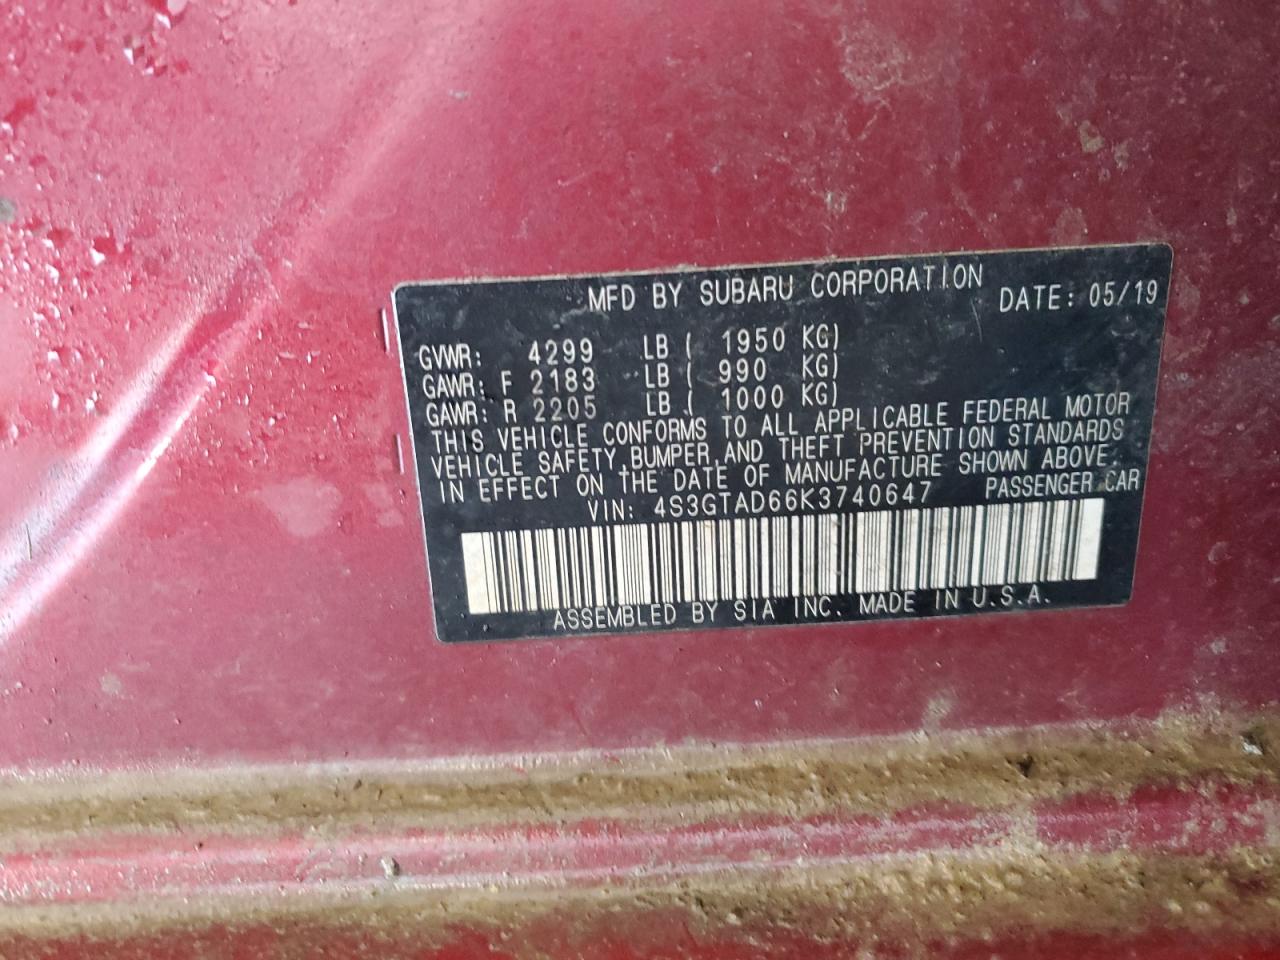 MFD BY SUBARU CORPORATION DATE: 05/19
GVWR: 4299 LB ( 1950 KG)
GAWR: F 2183 LB ( 990 KG)
GAWR: R 2205 LB ( 1000 KG)
THIS VEHICLE CONFORMS TO ALL APPLICABLE FEDERAL MOTOR
VEHICLE SAFETY, BUMPER AND THEFT PREVENTION STANDARDS
IN EFFECT ON THE DATE OF MANUFACTURE SHOWN ABOVE.
VIN: 4S3GTAD66K3740647 PASSENGER CAR
ASSEMBLED BY SIA INC. MADE IN U.S.A.